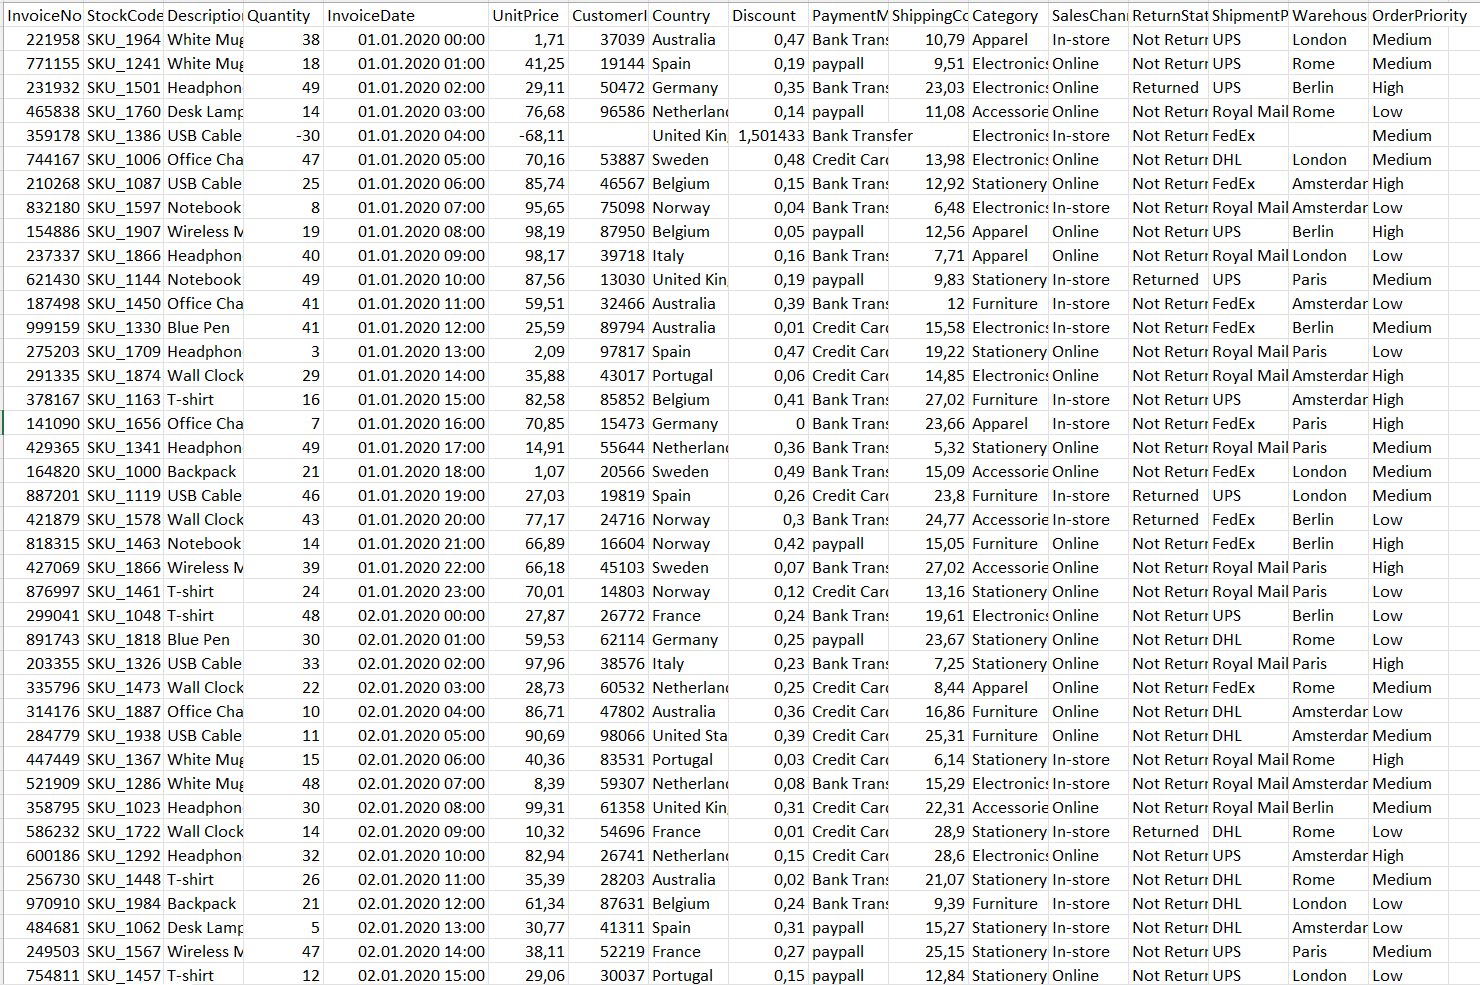 InvoiceNo StockCode Descriptio Quantity InvoiceDate UnitPrice CustomerI Country Discount PaymentM ShippingCo Category SalesChan ReturnStat ShipmentP Warehous OrderPriority
221958 SKU_1964 White Mug 38 01.01.2020 00:00 1,71 37039 Australia 0,47 Bank Trans 10,79 Apparel In-store Not Return UPS London Medium
771155 SKU_1241 White Mug 18 01.01.2020 01:00 41,25 19144 Spain 0,19 paypall 9,51 Electronics Online Not Return UPS Rome Medium
231932 SKU_1501 Headphon 49 01.01.2020 02:00 29,11 50472 Germany 0,35 Bank Trans 23,03 Electronics Online Returned UPS Berlin High
465838 SKU_1760 Desk Lamp 14 01.01.2020 03:00 76,68 96586 Netherland 0,14 paypall 11,08 Accessorie Online Not Return Royal Mail Rome Low
359178 SKU_1386 USB Cable -30 01.01.2020 04:00 -68,11 United Kin 1,501433 Bank Transfer Electronics In-store Not Return FedEx Medium
744167 SKU_1006 Office Cha 47 01.01.2020 05:00 70,16 53887 Sweden 0,48 Credit Card 13,98 Electronics Online Not Return DHL London Medium
210268 SKU_1087 USB Cable 25 01.01.2020 06:00 85,74 46567 Belgium 0,15 Bank Trans 12,92 Stationery Online Not Return FedEx Amsterdam High
832180 SKU_1597 Notebook 8 01.01.2020 07:00 95,65 75098 Norway 0,04 Bank Trans 6,48 Electronics In-store Not Return Royal Mail Amsterdam Low
154886 SKU_1907 Wireless M 19 01.01.2020 08:00 98,19 87950 Belgium 0,05 paypall 12,56 Apparel Online Not Return UPS Berlin High
237337 SKU_1866 Headphon 40 01.01.2020 09:00 98,17 39718 Italy 0,16 Bank Trans 7,71 Apparel Online Not Return Royal Mail London Low
621430 SKU_1144 Notebook 49 01.01.2020 10:00 87,56 13030 United Kin 0,19 paypall 9,83 Stationery In-store Returned UPS Paris Medium
187498 SKU_1450 Office Cha 41 01.01.2020 11:00 59,51 32466 Australia 0,39 Bank Trans 12 Furniture In-store Not Return FedEx Amsterdam Low
999159 SKU_1330 Blue Pen 41 01.01.2020 12:00 25,59 89794 Australia 0,01 Credit Card 15,58 Electronics In-store Not Return FedEx Berlin Medium
275203 SKU_1709 Headphon 3 01.01.2020 13:00 2,09 97817 Spain 0,47 Credit Card 19,22 Stationery Online Not Return Royal Mail Paris Low
291335 SKU_1874 Wall Clock 29 01.01.2020 14:00 35,88 43017 Portugal 0,06 Credit Card 14,85 Electronics Online Not Return Royal Mail Amsterdam High
378167 SKU_1163 T-shirt 16 01.01.2020 15:00 82,58 85852 Belgium 0,41 Bank Trans 27,02 Furniture In-store Not Return UPS Amsterdam High
141090 SKU_1656 Office Cha 7 01.01.2020 16:00 70,85 15473 Germany 0 Bank Trans 23,66 Apparel In-store Not Return FedEx Paris High
429365 SKU_1341 Headphon 49 01.01.2020 17:00 14,91 55644 Netherland 0,36 Bank Trans 5,32 Stationery Online Not Return Royal Mail Paris Medium
164820 SKU_1000 Backpack 21 01.01.2020 18:00 1,07 20566 Sweden 0,49 Bank Trans 15,09 Accessorie In-store Not Return FedEx London Medium
887201 SKU_1119 USB Cable 46 01.01.2020 19:00 27,03 19819 Spain 0,26 Credit Card 23,8 Furniture In-store Returned UPS London Medium
421879 SKU_1578 Wall Clock 43 01.01.2020 20:00 77,17 24716 Norway 0,3 Bank Trans 24,77 Accessorie In-store Returned FedEx Berlin Low
818315 SKU_1463 Notebook 14 01.01.2020 21:00 66,89 16604 Norway 0,42 paypall 15,05 Furniture Online Not Return FedEx Berlin High
427069 SKU_1866 Wireless M 39 01.01.2020 22:00 66,18 45103 Sweden 0,07 Bank Trans 27,02 Accessorie Online Not Return Royal Mail Paris High
876997 SKU_1461 T-shirt 24 01.01.2020 23:00 70,01 14803 Norway 0,12 Credit Card 13,16 Stationery Online Not Return Royal Mail Paris Low
299041 SKU_1048 T-shirt 48 02.01.2020 00:00 27,87 26772 France 0,24 Bank Trans 19,61 Electronics Online Not Return UPS Berlin Low
891743 SKU_1818 Blue Pen 30 02.01.2020 01:00 59,53 62114 Germany 0,25 paypall 23,67 Stationery Online Not Return DHL Rome Low
203355 SKU_1326 USB Cable 33 02.01.2020 02:00 97,96 38576 Italy 0,23 Bank Trans 7,25 Stationery Online Not Return Royal Mail Paris High
335796 SKU_1473 Wall Clock 22 02.01.2020 03:00 28,73 60532 Netherland 0,25 Credit Card 8,44 Apparel Online Not Return FedEx Rome Medium
314176 SKU_1887 Office Cha 10 02.01.2020 04:00 86,71 47802 Australia 0,36 Credit Card 16,86 Furniture Online Not Return DHL Amsterdam Low
284779 SKU_1938 USB Cable 11 02.01.2020 05:00 90,69 98066 United Sta 0,39 Credit Card 25,31 Furniture Online Not Return DHL Amsterdam Medium
447449 SKU_1367 White Mug 15 02.01.2020 06:00 40,36 83531 Portugal 0,03 Credit Card 6,14 Stationery In-store Not Return Royal Mail Rome High
521909 SKU_1286 White Mug 48 02.01.2020 07:00 8,39 59307 Netherland 0,08 Bank Trans 15,29 Electronics In-store Not Return Royal Mail Amsterdam Medium
358795 SKU_1023 Headphon 30 02.01.2020 08:00 99,31 61358 United Kin 0,31 Credit Card 22,31 Accessorie Online Not Return Royal Mail Berlin Medium
586232 SKU_1722 Wall Clock 14 02.01.2020 09:00 10,32 54696 France 0,01 Credit Card 28,9 Stationery In-store Returned DHL Rome Low
600186 SKU_1292 Headphon 32 02.01.2020 10:00 82,94 26741 Netherland 0,15 Credit Card 28,6 Electronics Online Not Return UPS Amsterdam High
256730 SKU_1448 T-shirt 26 02.01.2020 11:00 35,39 28203 Australia 0,02 Bank Trans 21,07 Stationery In-store Not Return DHL Rome Medium
970910 SKU_1984 Backpack 21 02.01.2020 12:00 61,34 87631 Belgium 0,24 Bank Trans 9,39 Furniture In-store Not Return DHL London Low
484681 SKU_1062 Desk Lamp 5 02.01.2020 13:00 30,77 41311 Spain 0,31 paypall 15,27 Stationery In-store Not Return DHL Amsterdam Low
249503 SKU_1567 Wireless M 47 02.01.2020 14:00 38,11 52219 France 0,27 paypall 25,15 Stationery In-store Not Return UPS Paris Medium
754811 SKU_1457 T-shirt 12 02.01.2020 15:00 29,06 30037 Portugal 0,15 paypall 12,84 Stationery Online Not Return UPS London Low